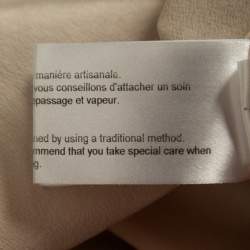 manière artisanale.
vous conseillons d'attacher un soin
epassage et vapeur.
ned by using a traditional method.
mmend that you take special care when
g.